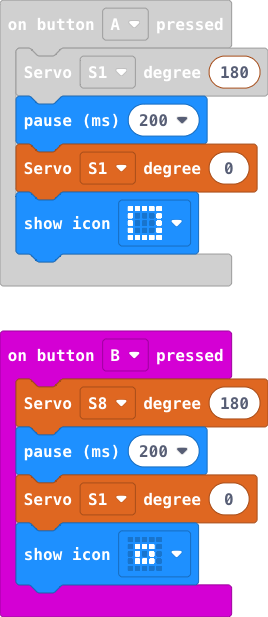 on button A pressed
Servo S1 degree 180
pause (ms) 200
Servo S1 degree 0
show icon
on button B pressed
Servo S8 degree 180
pause (ms) 200
Servo S1 degree 0
show icon